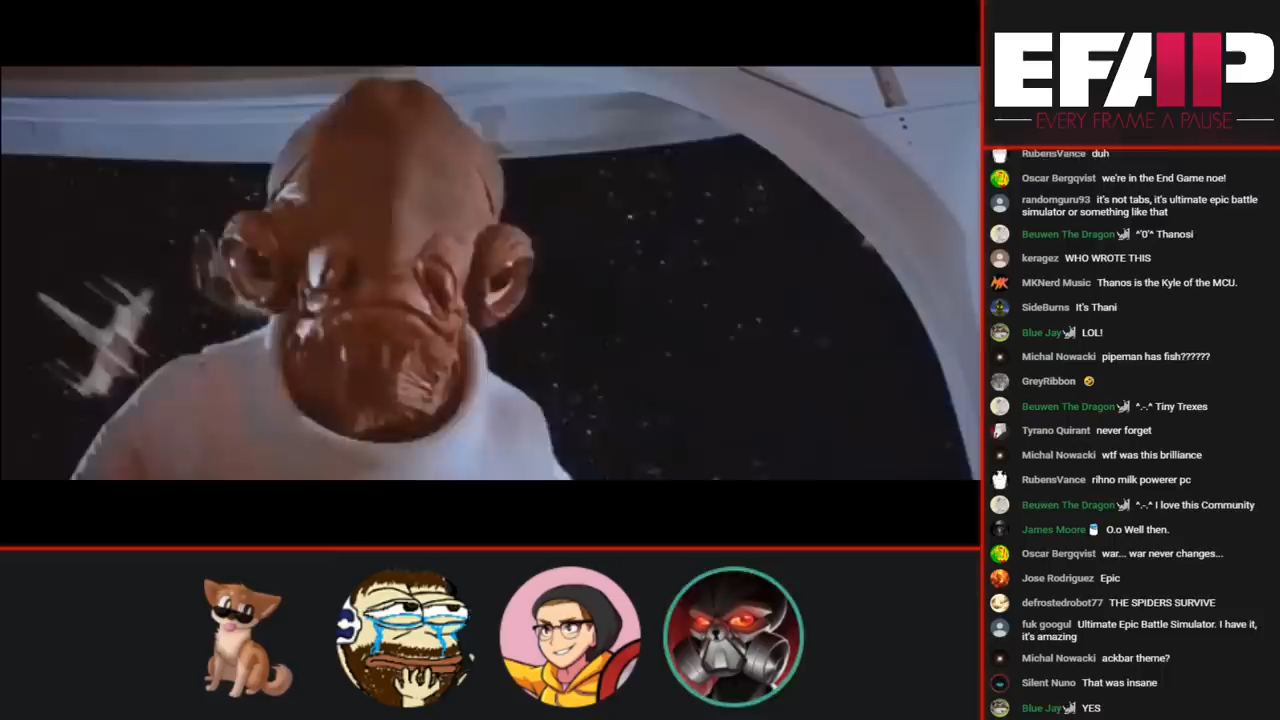 EFAP
EVERY FRAME A PAUSE
RubensVance duh
Oscar Bergqvist we're in the End Game noe!
randomguru93 it's not tabs, it's ultimate epic battle
simulator or something like that
Beuwen The Dragon ^'0'^ Thanosi
keragez WHO WROTE THIS
MKNerd Music Thanos is the Kyle of the MCU.
SideBurns It's Thani
Blue Jay LOL!
Michal Nowacki pipeman has fish??????
GreyRibbon 🤣
Beuwen The Dragon ^.-.^ Tiny Trexes
Tyrano Quirant never forget
Michal Nowacki wtf was this brilliance
RubensVance rihno milk powerer pc
Beuwen The Dragon ^.-.^ I love this Community
James Moore O.o Well then.
Oscar Bergqvist war... war never changes...
Jose Rodriguez Epic
defrostedrobot77 THE SPIDERS SURVIVE
fuk googul Ultimate Epic Battle Simulator. I have it,
it's amazing
Michal Nowacki ackbar theme?
Silent Nuno That was insane
Blue Jay YES